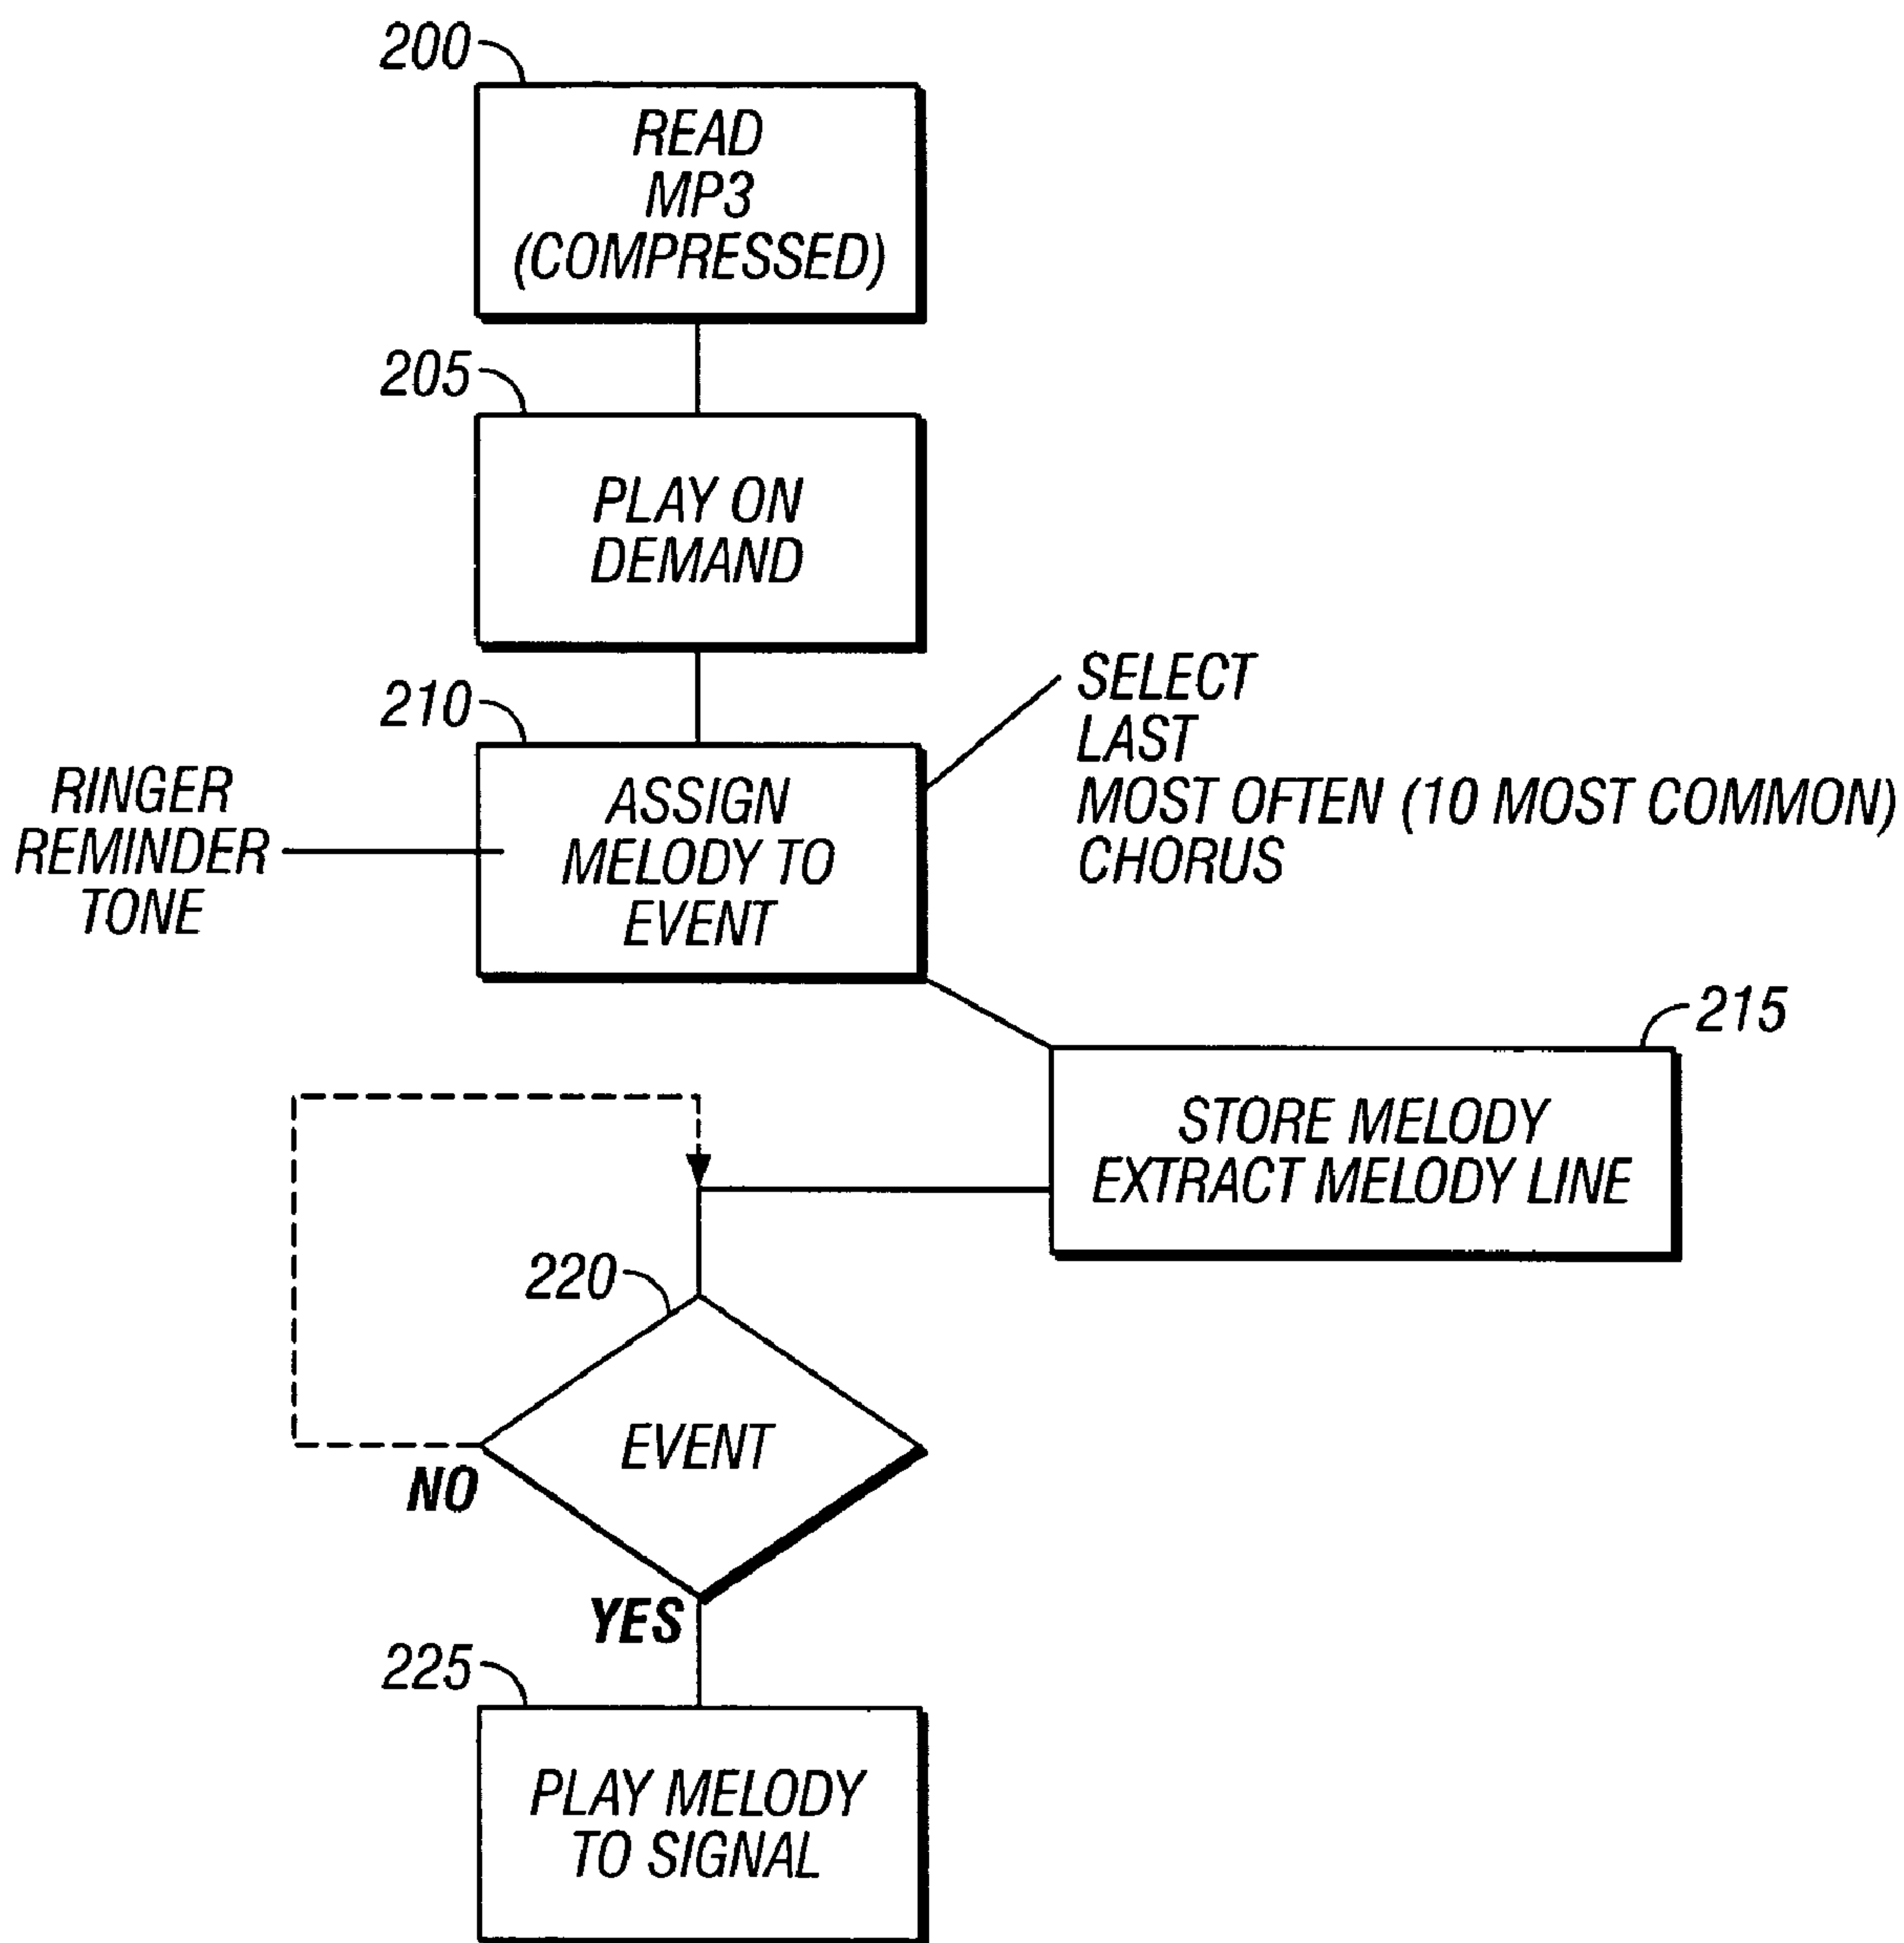 200
READ
MP3
(COMPRESSED)
205
PLAY ON
DEMAND
210
ASSIGN
MELODY TO
EVENT
RINGER
REMINDER
TONE
SELECT
LAST
MOST OFTEN (10 MOST COMMON)
CHORUS
215
STORE MELODY
EXTRACT MELODY LINE
220
EVENT
NO
YES
225
PLAY MELODY
TO SIGNAL